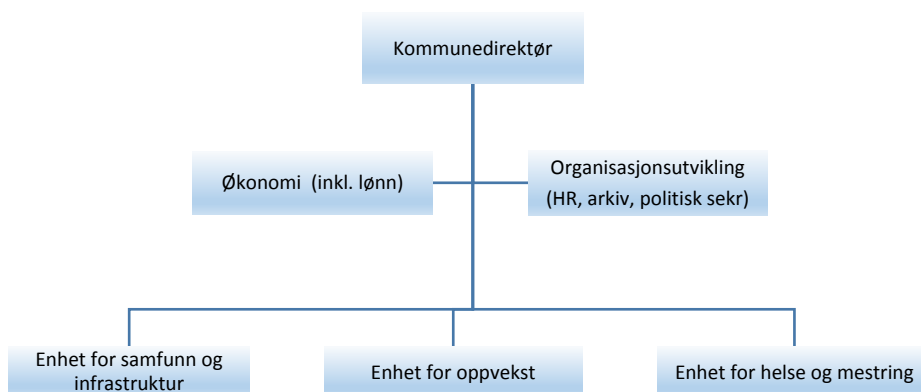 Kommunedirektør
Økonomi (inkl. lønn)
Organisasjonsutvikling
(HR, arkiv, politisk sekr)
Enhet for samfunn og
infrastruktur
Enhet for oppvekst
Enhet for helse og mestring